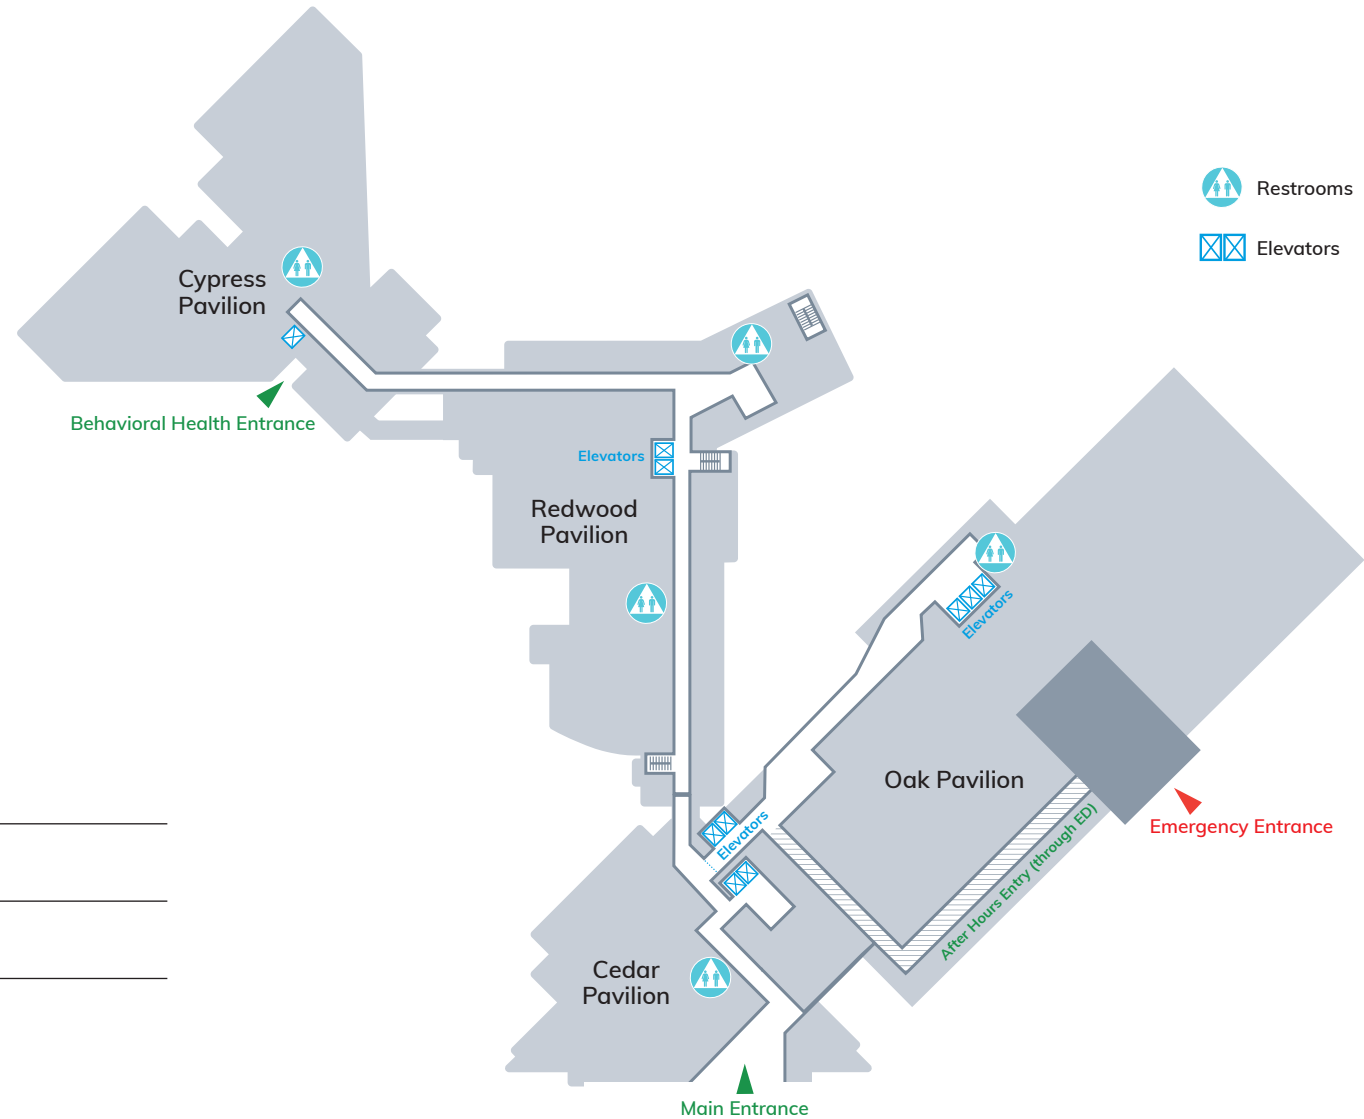 Restrooms
Elevators
Cypress
Pavilion
Behavioral Health Entrance
Elevators
Redwood
Pavilion
Elevators
Oak Pavilion
Emergency Entrance
Elevators
After Hours Entry (through ED)
Cedar
Pavilion
Main Entrance